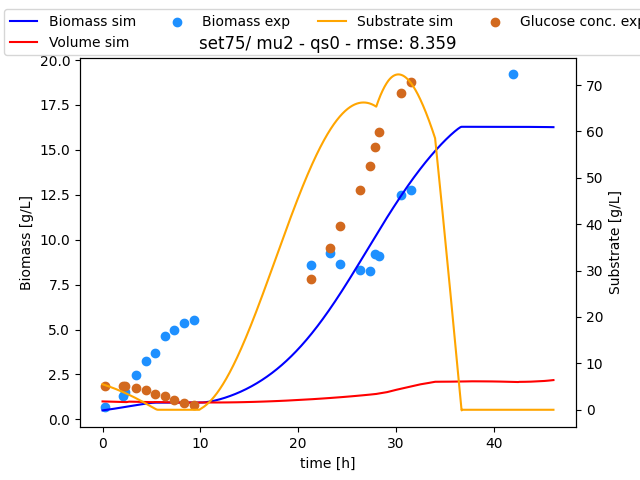 Biomass sim Biomass exp Substrate sim Glucose conc. exp
Volume sim
set75/ mu2 - qs0 - rmse: 8.359
20.0
17.5
15.0
12.5
10.0
7.5
5.0
2.5
0.0
Biomass [g/L]
0 10 20 30 40
time [h]
70
60
50
40
30
20
10
0
Substrate [g/L]